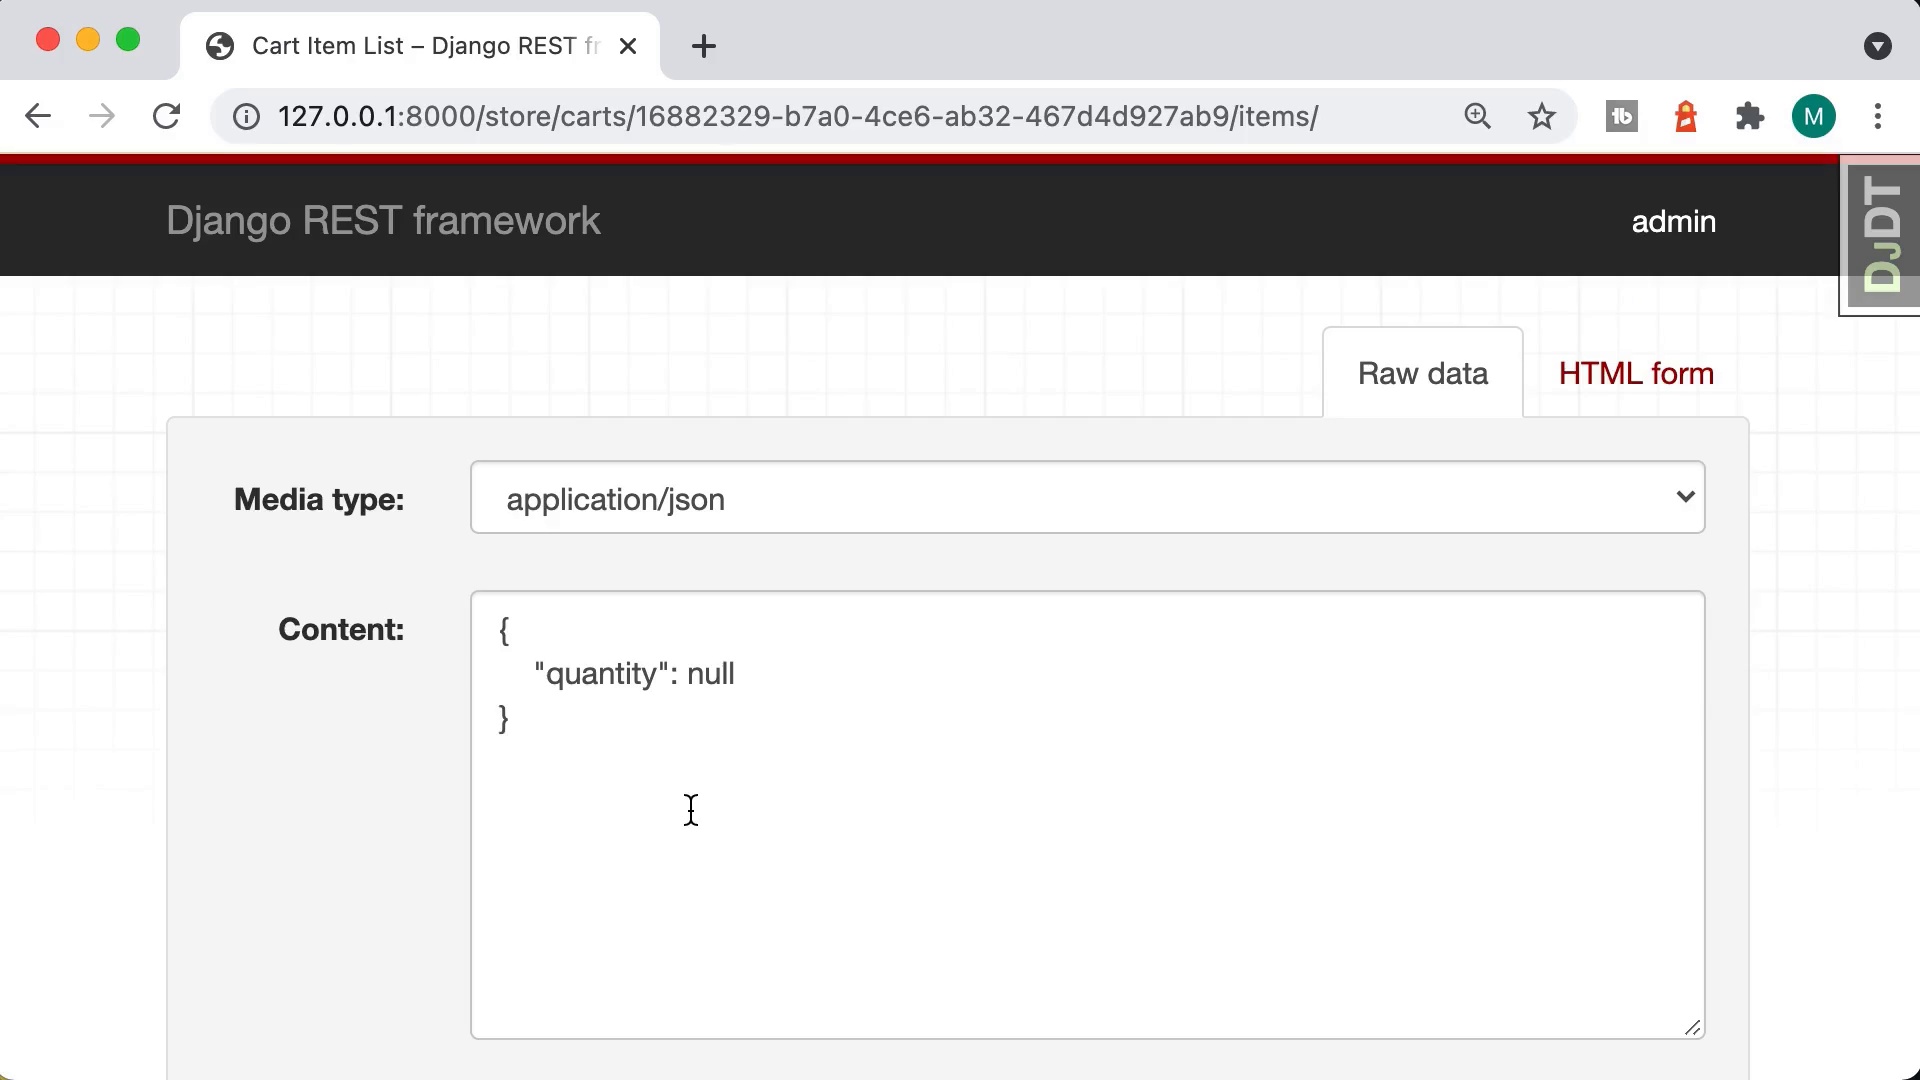 Cart Item List – Django REST fr
127.0.0.1:8000/store/carts/16882329-b7a0-4ce6-ab32-467d4d927ab9/items/
M
Django REST framework
admin
DJDT
Raw data
HTML form
Media type:
application/json
Content:
{
"quantity": null
}